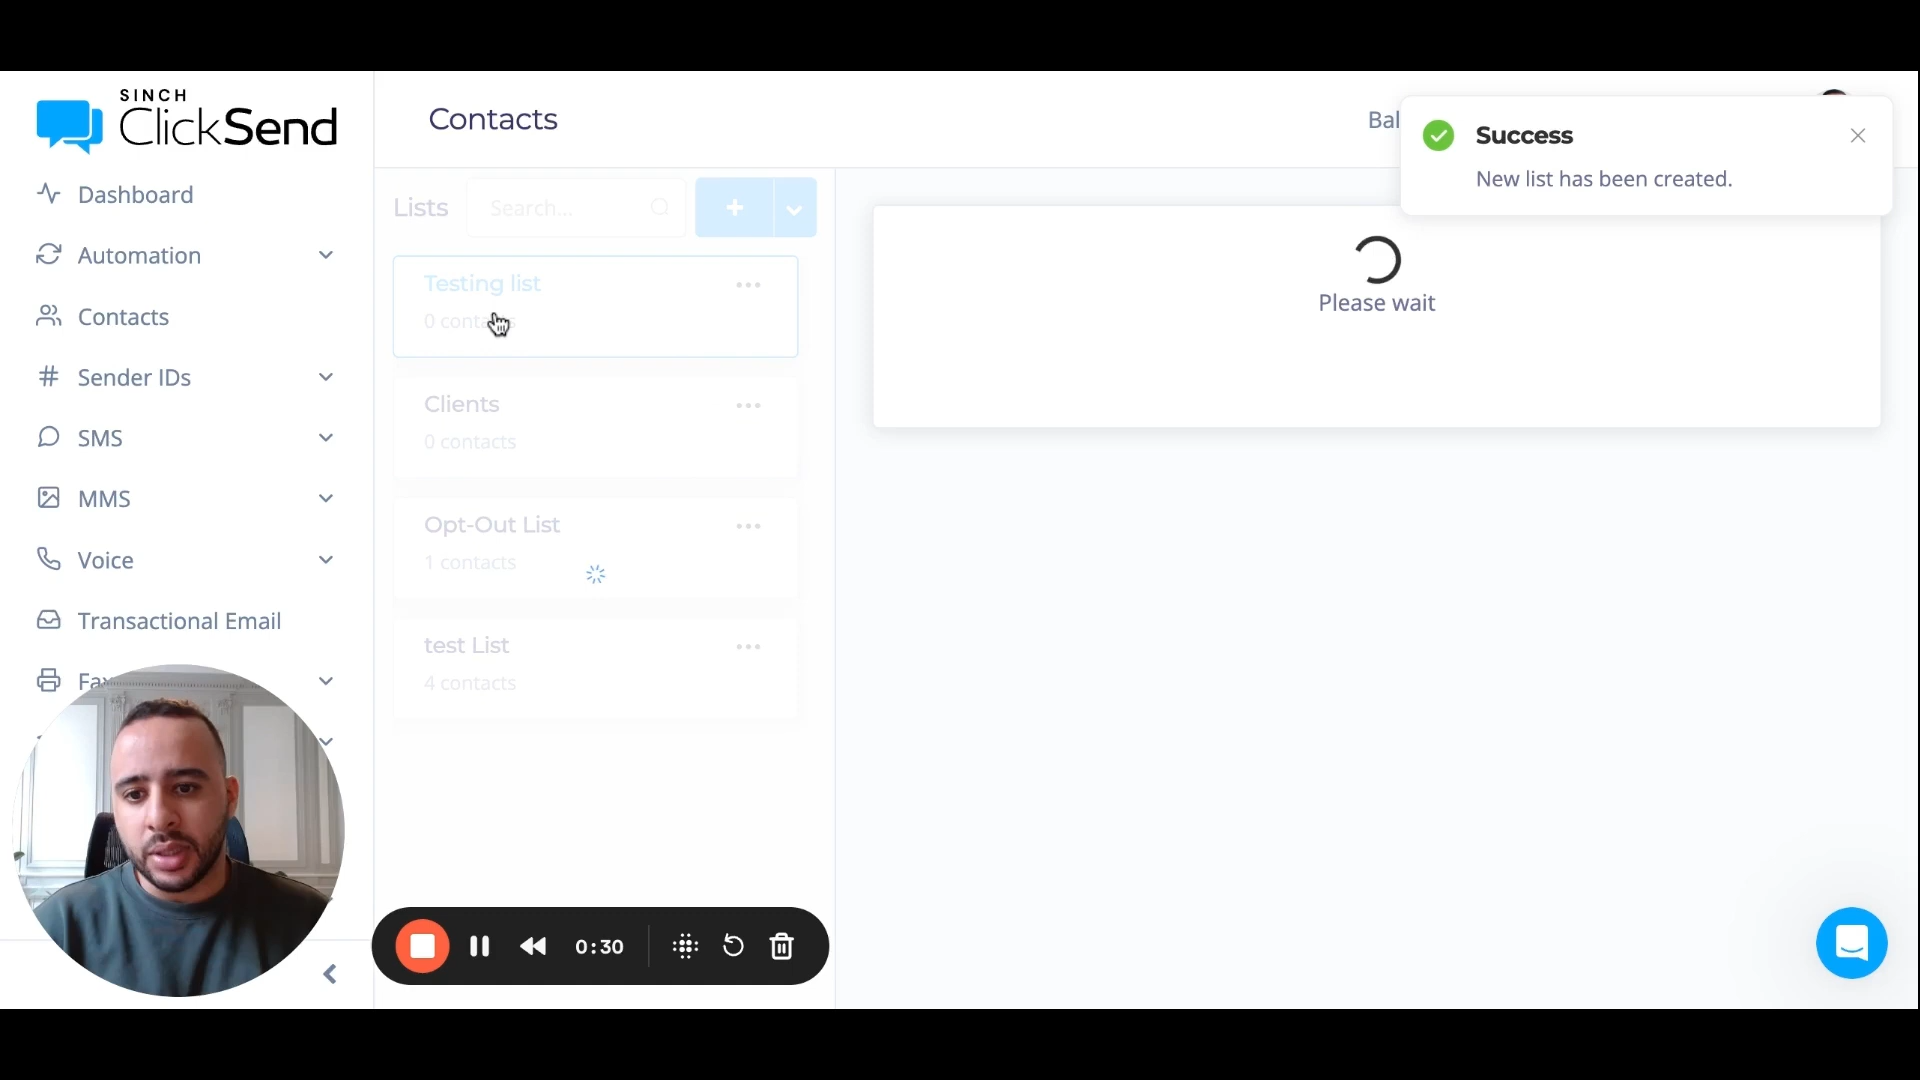 SINCH
ClickSend
Dashboard
Automation
Contacts
Sender IDs
SMS
MMS
Voice
Transactional Email
Contacts
Lists
Search...
+
Testing list
0
Clients
0 contacts
Opt-Out List
1 contacts
test List
4 contacts
0:30
Success
New list has been created.
Please wait